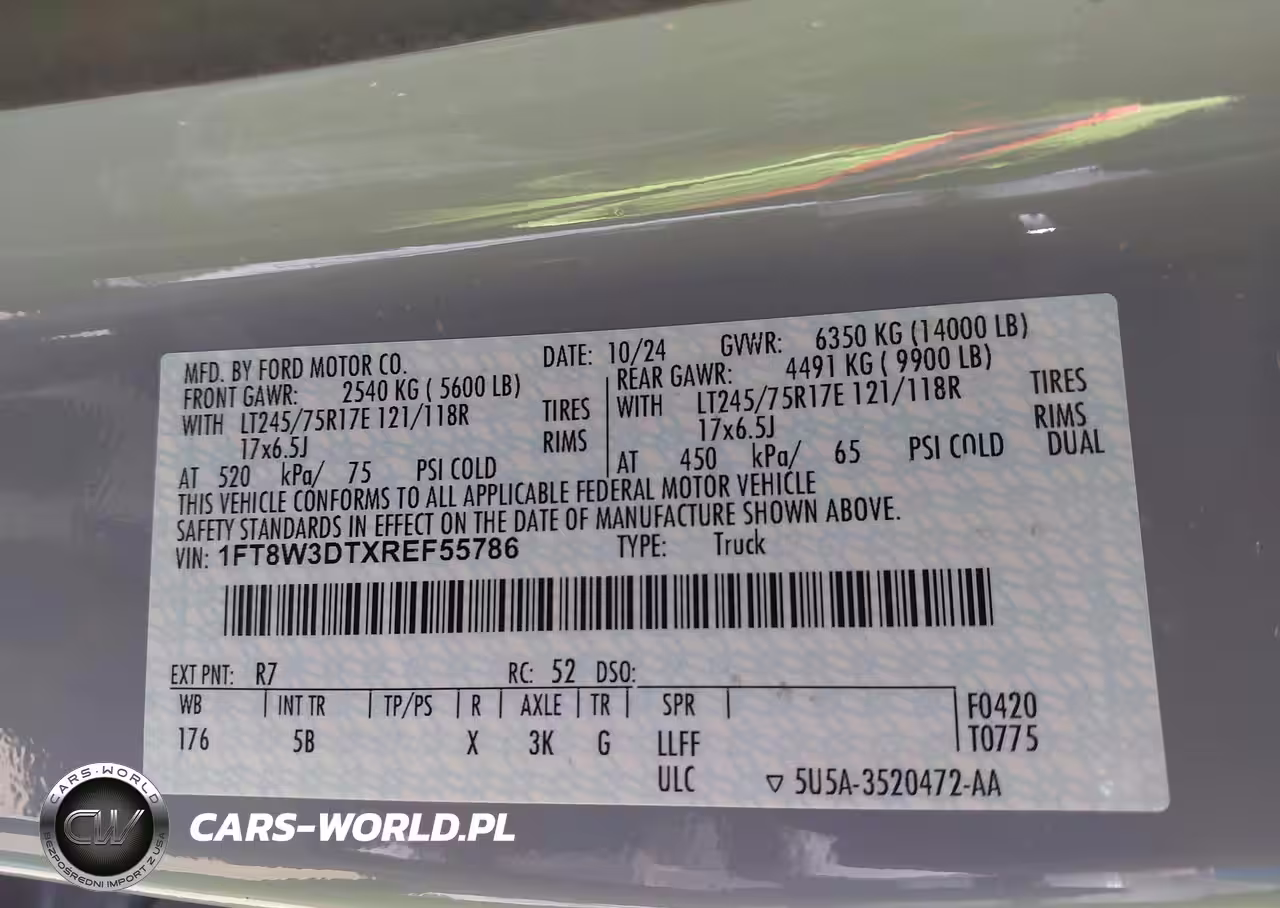 MFD. BY FORD MOTOR CO. DATE: 10/24 GVWR: 6350 KG (14000 LB)
FRONT GAWR: 2540 KG ( 5600 LB) REAR GAWR: 4491 KG ( 9900 LB)
WITH LT245/75R17E 121/118R TIRES WITH LT245/75R17E 121/118R TIRES
17x6.5J RIMS 17x6.5J RIMS
AT 520 kPa/ 75 PSI COLD AT 450 kPa/ 65 PSI COLD DUAL
THIS VEHICLE CONFORMS TO ALL APPLICABLE FEDERAL MOTOR VEHICLE
SAFETY STANDARDS IN EFFECT ON THE DATE OF MANUFACTURE SHOWN ABOVE.
VIN: 1FT8W3DTXREF55786 TYPE: Truck
EXT PNT: R7 RC: 52 DSO:
WB INT TR TP/PS R AXLE TR SPR F0420
176 5B X 3K G LLFF T0775
ULC ▽ 5U5A-3520472-AA
CARS-WORLD
CW
BEZPOŚREDNI IMPORT Z USA
CARS-WORLD.PL